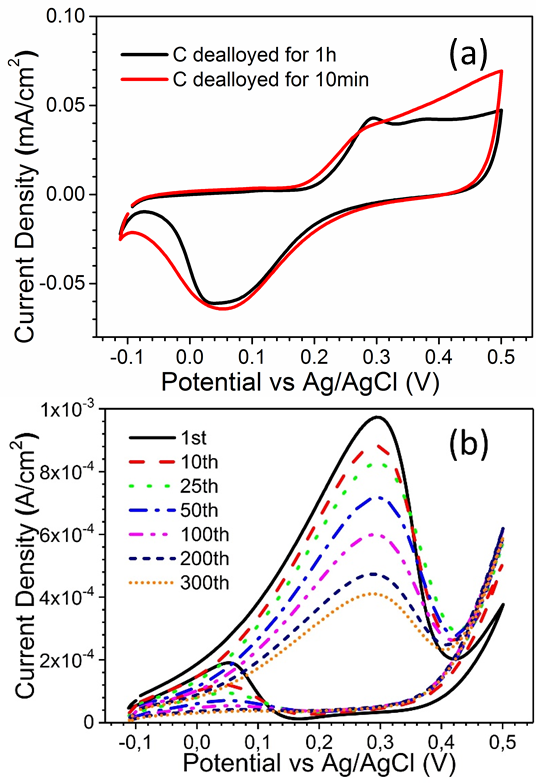 (a)
C dealloyed for 1h
C dealloyed for 10min
0.10
0.05
0.00
-0.05
Current Density (mA/cm²)
-0.1 0.0 0.1 0.2 0.3 0.4 0.5
Potential vs Ag/AgCl (V)
(b)
1st
10th
25th
50th
100th
200th
300th
1x10⁻³
8x10⁻⁴
6x10⁻⁴
4x10⁻⁴
2x10⁻⁴
0
Current Density (A/cm²)
-0,1 0,0 0,1 0,2 0,3 0,4 0,5
Potential vs Ag/AgCl (V)